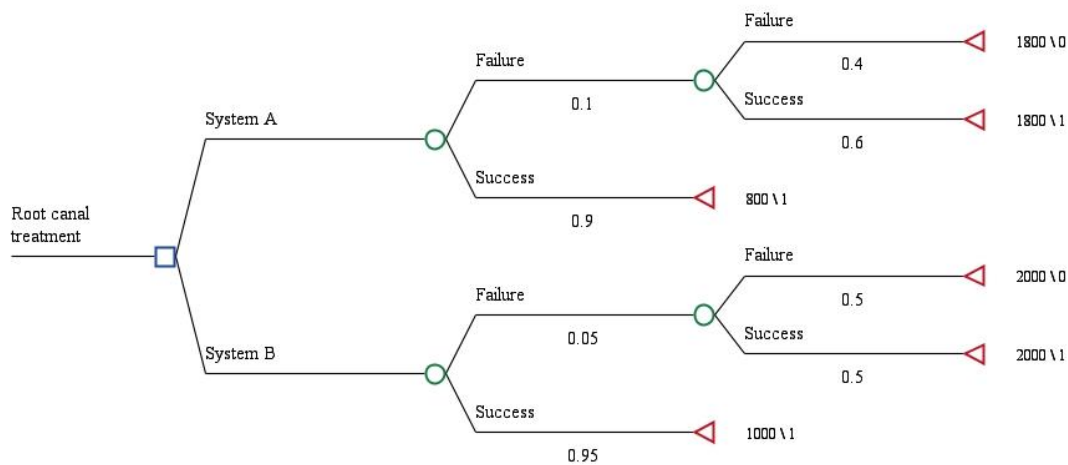 Failure
1800 \ 0
0.4
Failure
0.1
Success
1800 \ 1
0.6
System A
Success
800 \ 1
0.9
Root canal
treatment
Failure
2000 \ 0
0.5
Failure
0.05
Success
2000 \ 1
0.5
System B
Success
1000 \ 1
0.95